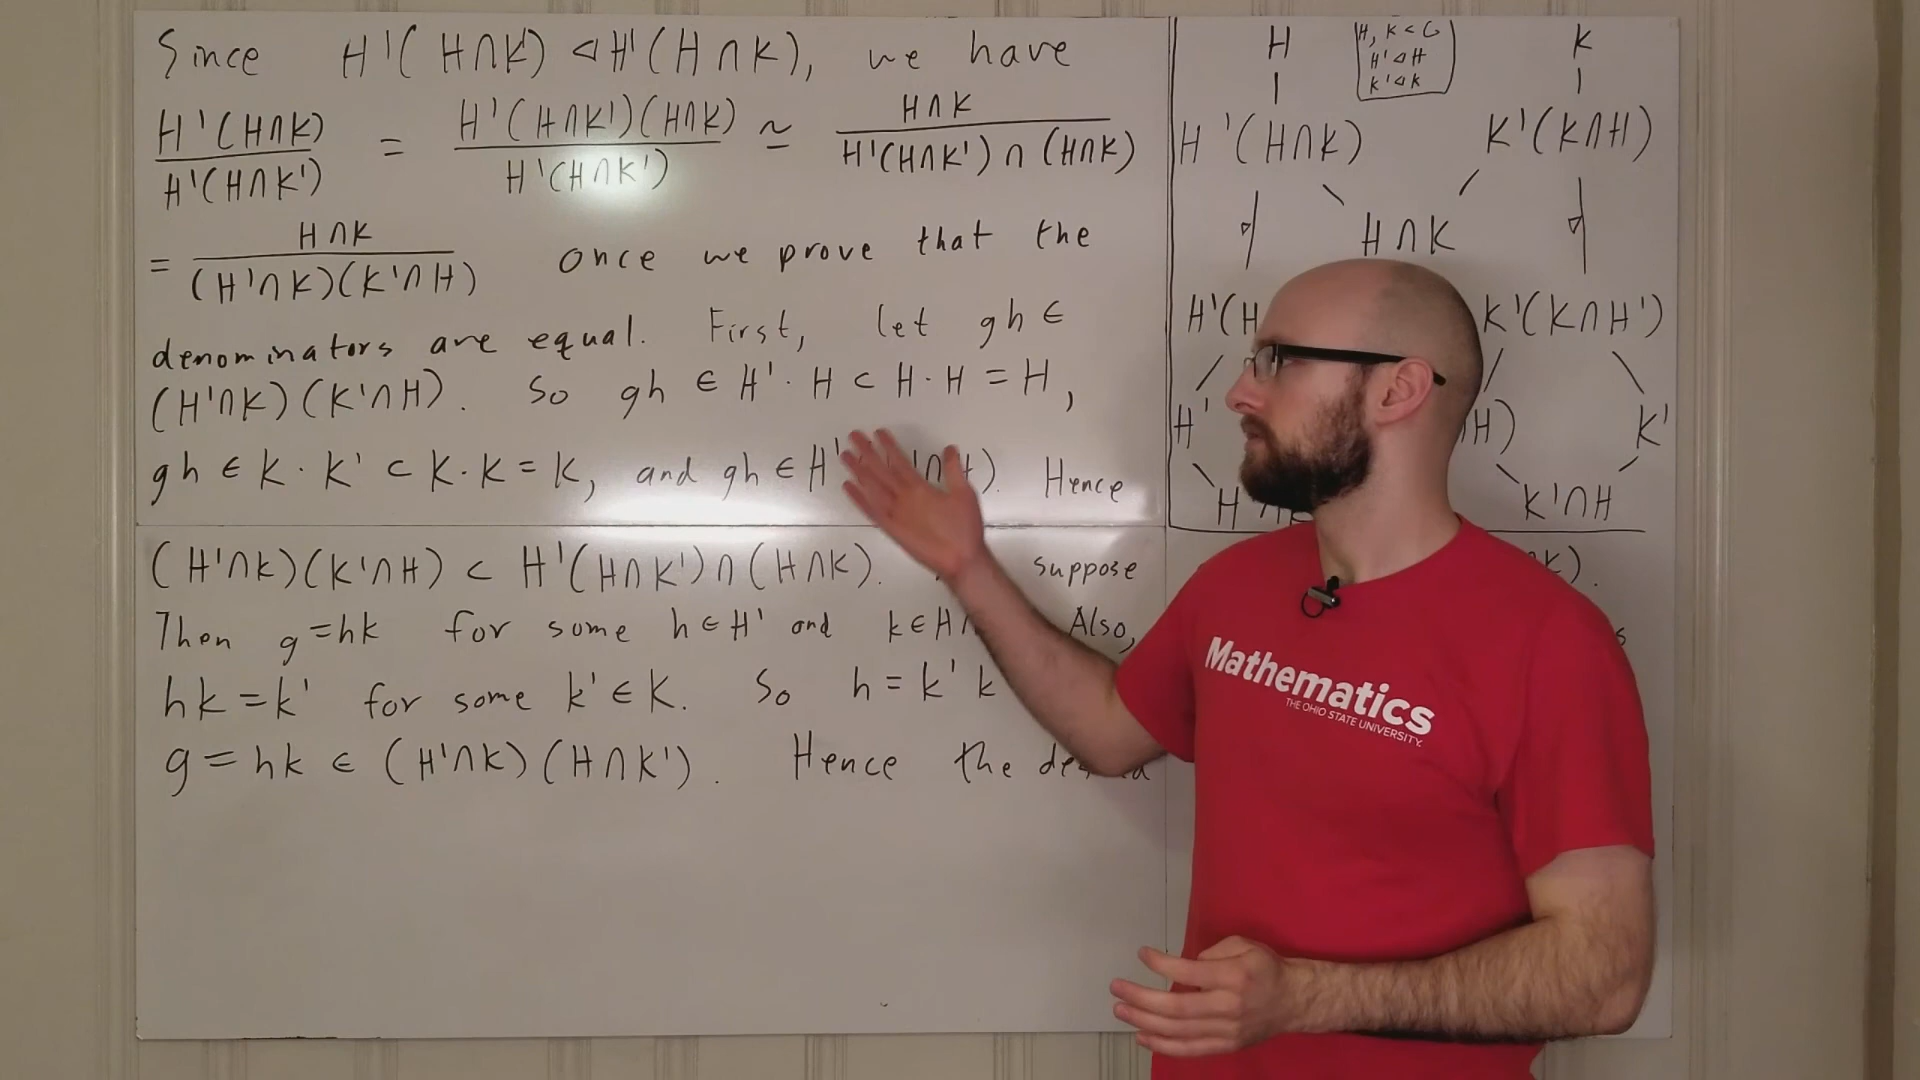 Since H'(H∩K') ⊲ H'(H∩K), we have
H'(H∩K) / H'(H∩K') = H'(H∩K')(H∩K) / H'(H∩K') ≃ H∩K / H'(H∩K')∩(H∩K)
= H∩K / (H'∩K)(K'∩H) once we prove that the
denominators are equal. First, let gh ∈
(H'∩K)(K'∩H). So gh ∈ H'·H ⊂ H·H = H,
gh ∈ K·K' ⊂ K·K = K, and gh ∈ H' Hence
(H'∩K)(K'∩H) ⊂ H'(H∩K')∩(H∩K). suppose
Then g=hk for some h∈H' and k∈H∩ Also,
hk = k' for some k'∈K. So h = k'k
g = hk ∈ (H'∩K)(H∩K'). Hence the
H
H, K < G
H'⊲H
K'⊲K
K
H'(H∩K)
K'(K∩H)
H∩K
H'(H
K'(K∩H')
H'
H)
K'
H
K'∩H
K).
s
Mathematics
THE OHIO STATE UNIVERSITY